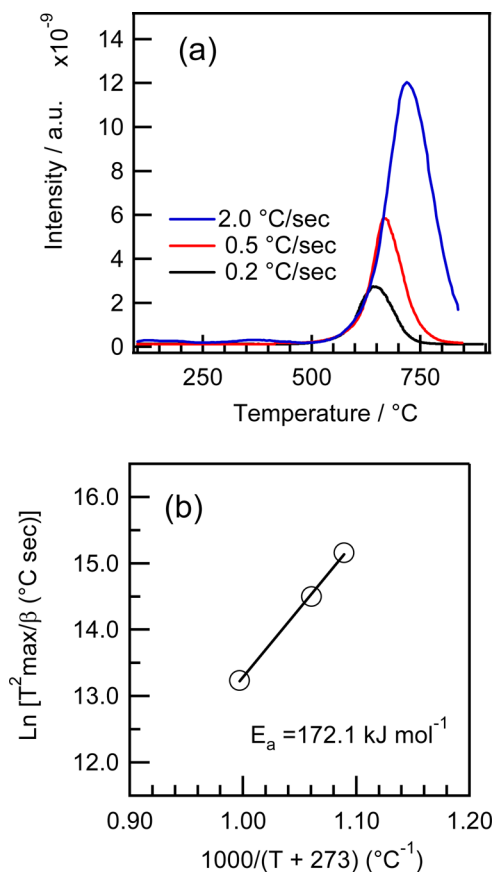 (a)
x10⁻⁹
14
12
10
8
6
4
2
0
Intensity / a.u.
2.0 °C/sec
0.5 °C/sec
0.2 °C/sec
250
500
750
Temperature / °C
(b)
16.0
15.0
14.0
13.0
12.0
Ln [T²max/β (°C sec)]
Eₐ =172.1 kJ mol⁻¹
0.90
1.00
1.10
1.20
1000/(T + 273) (°C⁻¹)